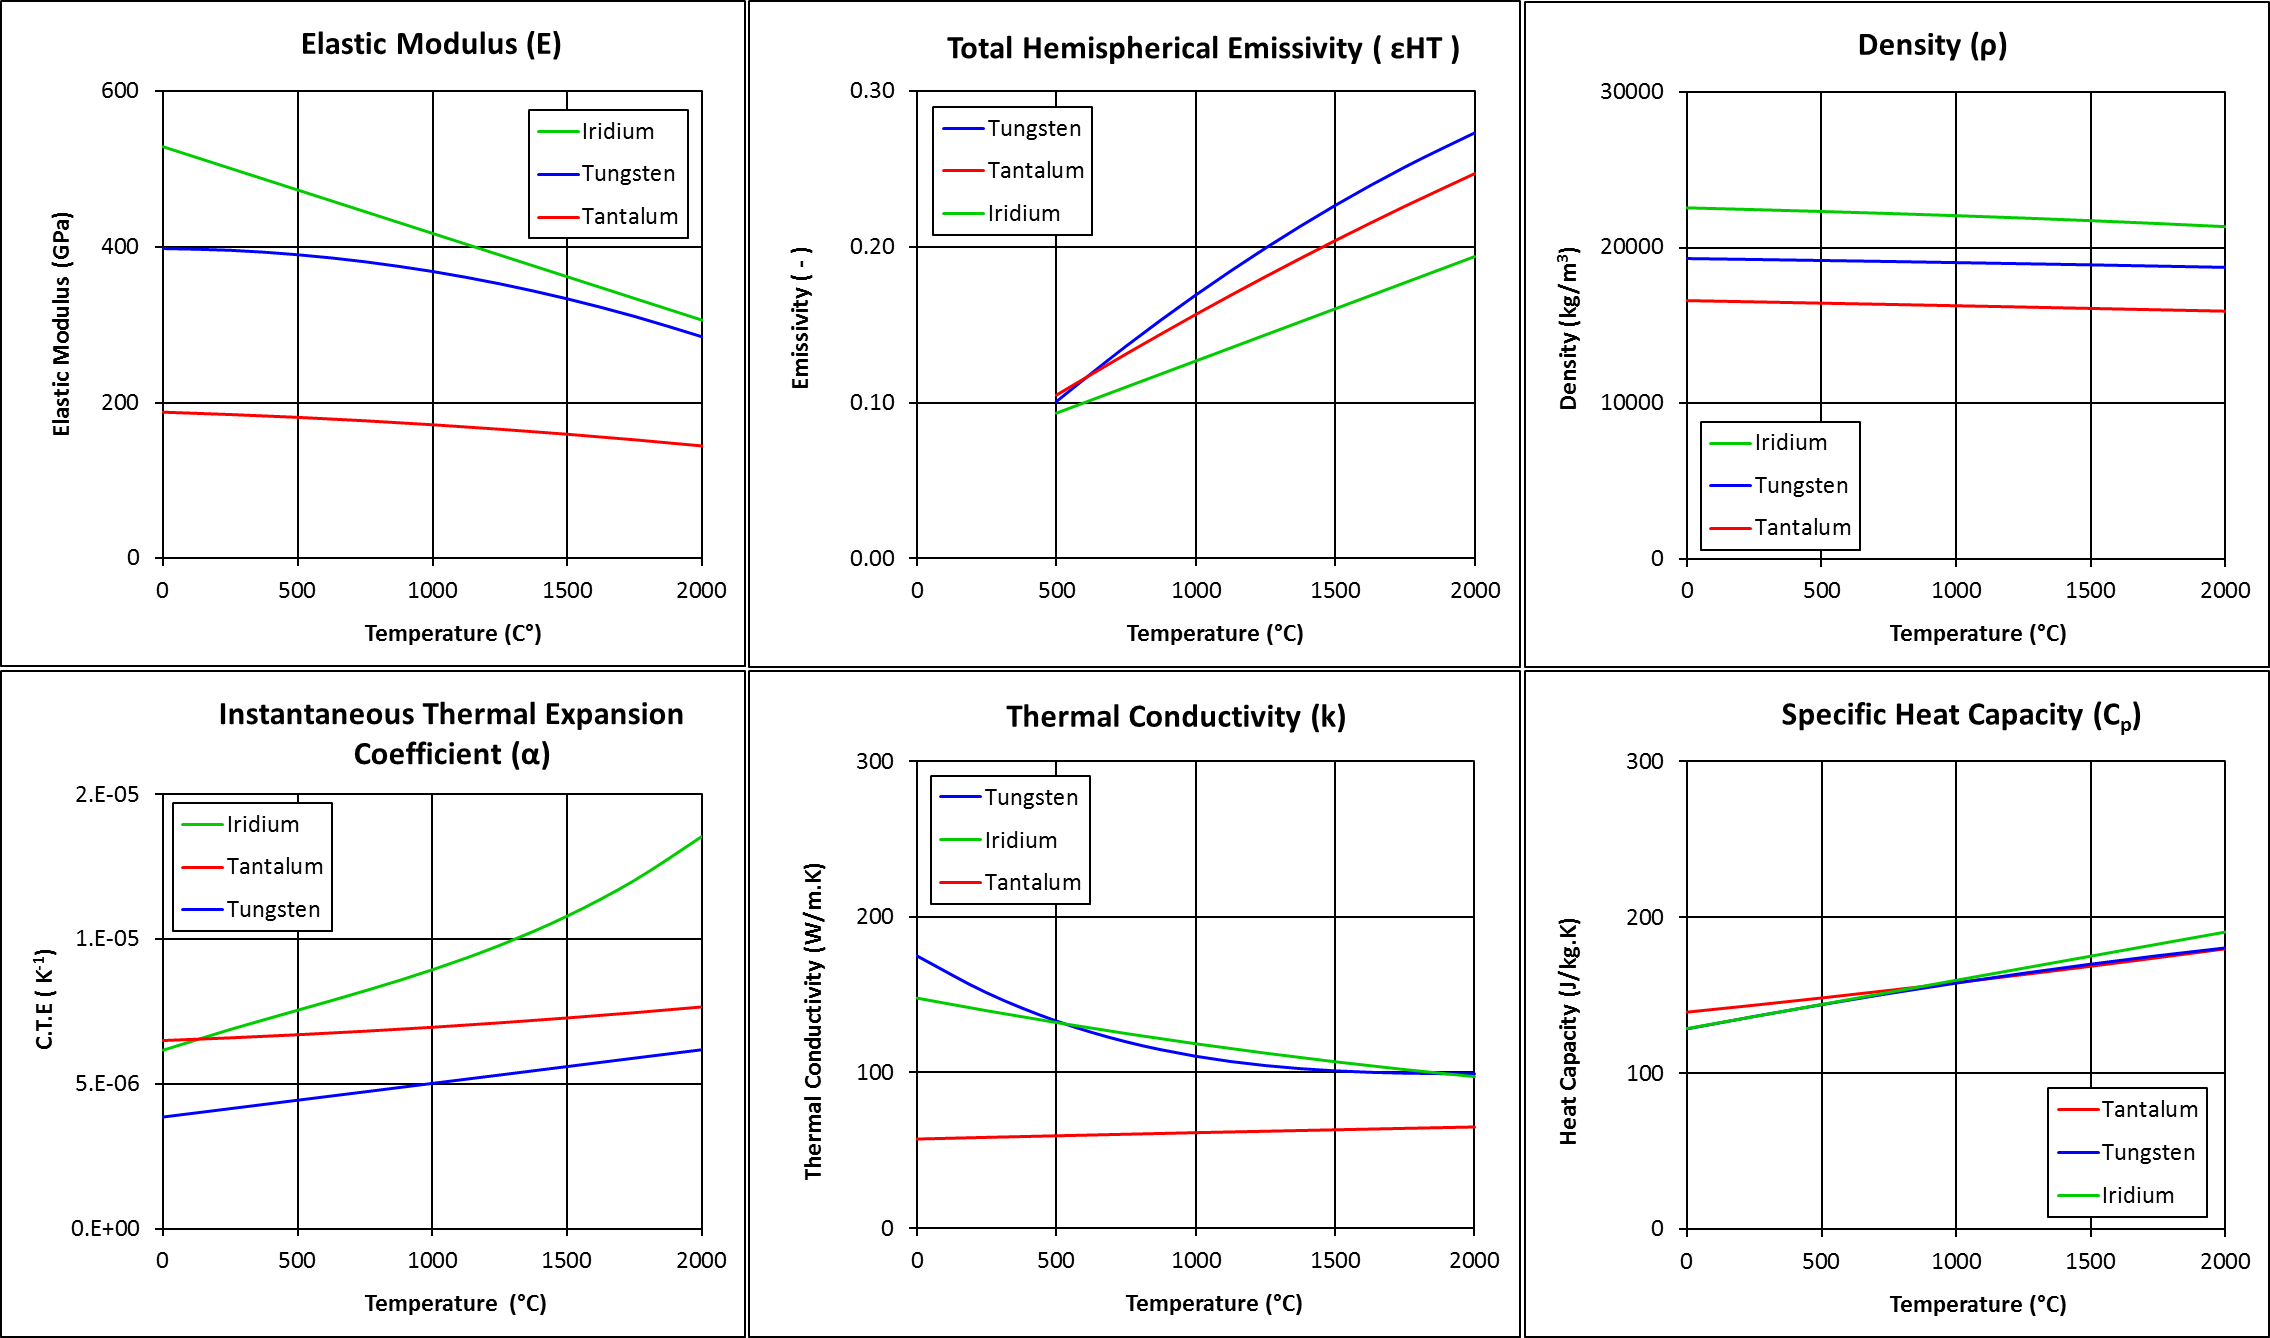 Elastic Modulus (E)
600
400
200
0
Elastic Modulus (GPa)
Iridium
Tungsten
Tantalum
0 500 1000 1500 2000
Temperature (C°)
Total Hemispherical Emissivity ( εHT )
0.30
0.20
0.10
0.00
Emissivity ( - )
Tungsten
Tantalum
Iridium
0 500 1000 1500 2000
Temperature (°C)
Density (ρ)
30000
20000
10000
0
Density (kg/m³)
Iridium
Tungsten
Tantalum
0 500 1000 1500 2000
Temperature (°C)
Instantaneous Thermal Expansion
Coefficient (α)
2.E-05
1.E-05
5.E-06
0.E+00
C.T.E ( K⁻¹)
Iridium
Tantalum
Tungsten
0 500 1000 1500 2000
Temperature (°C)
Thermal Conductivity (k)
300
200
100
0
Thermal Conductivity (W/m.K)
Tungsten
Iridium
Tantalum
0 500 1000 1500 2000
Temperature (°C)
Specific Heat Capacity (Cₚ)
300
200
100
0
Heat Capacity (J/kg.K)
Tantalum
Tungsten
Iridium
0 500 1000 1500 2000
Temperature (°C)